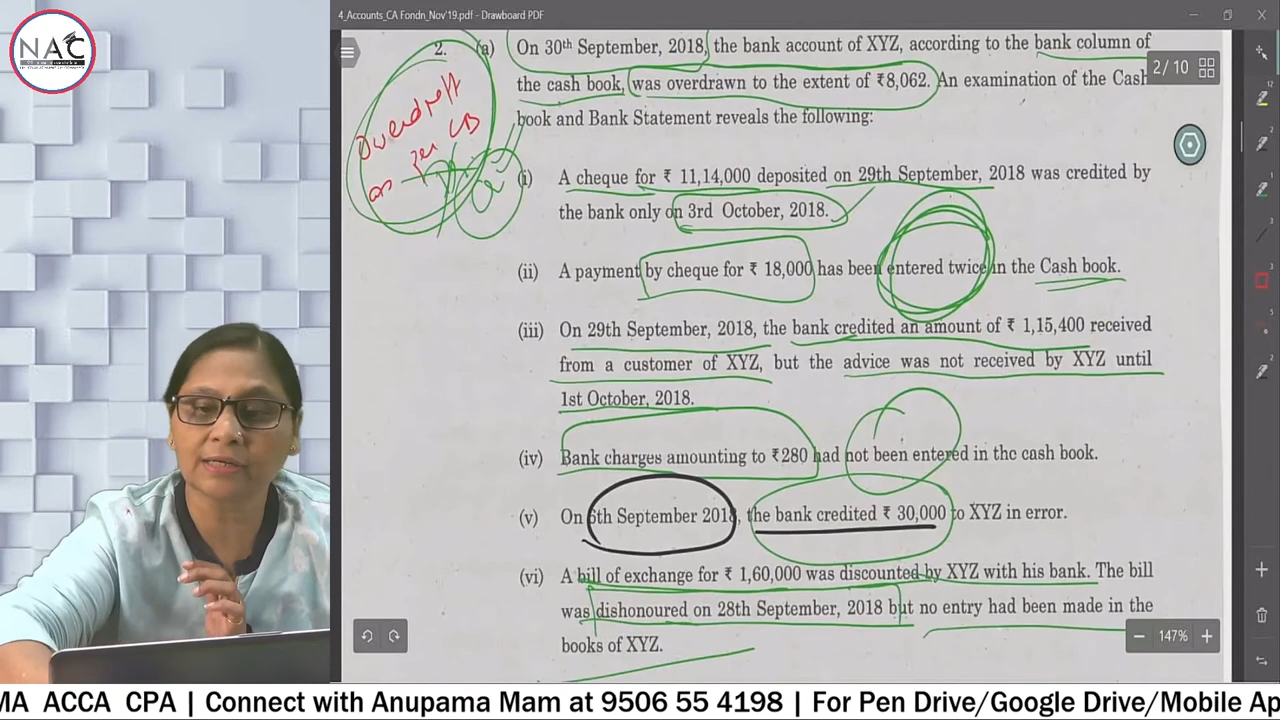 4_Accounts_CA Fondn_Nov'19.pdf - Drawboard PDF
NAC
2. (a) On 30th September, 2018, the bank account of XYZ, according to the bank column of
the cash book, was overdrawn to the extent of ₹8,062. An examination of the Cash
book and Bank Statement reveals the following:
2 / 10
Overdraft
as per CB
(i) A cheque for ₹ 11,14,000 deposited on 29th September, 2018 was credited by
the bank only on 3rd October, 2018.
(ii) A payment by cheque for ₹ 18,000 has been entered twice in the Cash book.
(iii) On 29th September, 2018, the bank credited an amount of ₹ 1,15,400 received
from a customer of XYZ, but the advice was not received by XYZ until
1st October, 2018.
(iv) Bank charges amounting to ₹280 had not been entered in the cash book.
(v) On 6th September 2018, the bank credited ₹ 30,000 to XYZ in error.
(vi) A bill of exchange for ₹ 1,60,000 was discounted by XYZ with his bank. The bill
was dishonoured on 28th September, 2018 but no entry had been made in the
books of XYZ.
147%
MA ACCA CPA | Connect with Anupama Mam at 9506 55 4198 | For Pen Drive/Google Drive/Mobile Ap